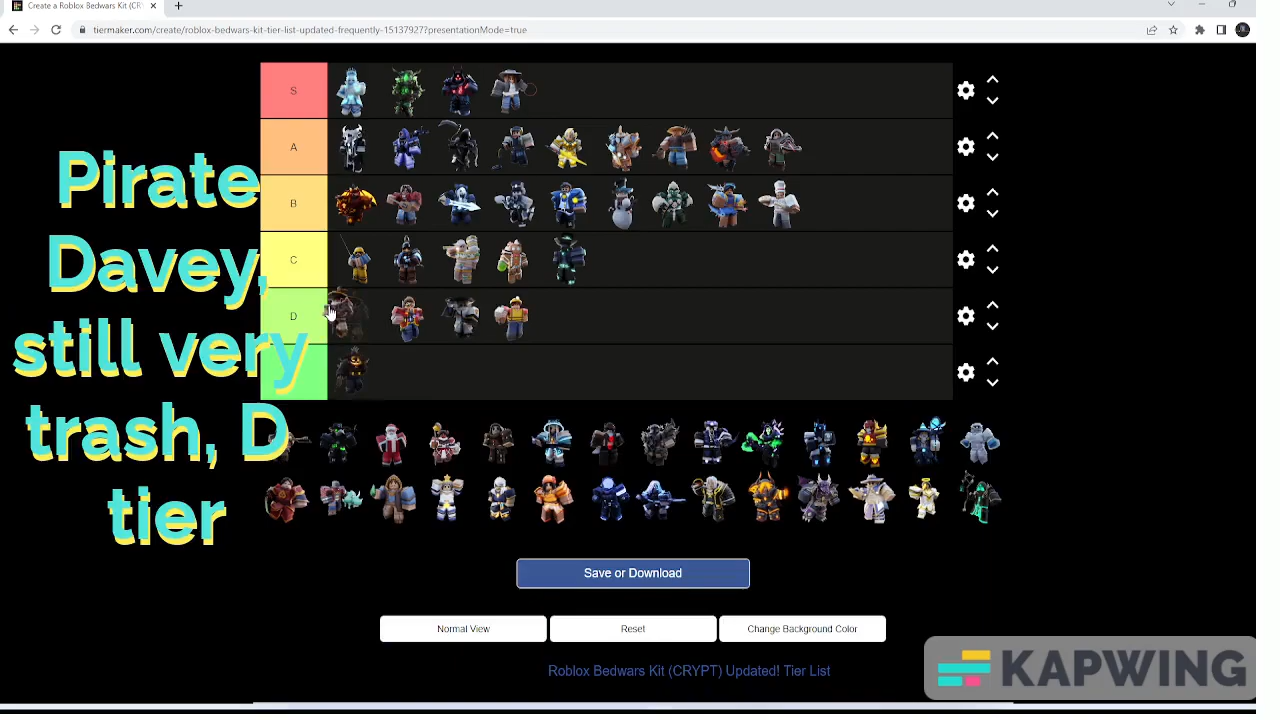 Create a Roblox Bedwars Kit (CR
tiermaker.com/create/roblox-bedwars-kit-tier-list-updated-frequently-15137927?presentationMode=true
S
A
B
C
D
Pirate
Davey,
still very
trash, D
tier
Save or Download
Normal View
Reset
Change Background Color
Roblox Bedwars Kit (CRYPT) Updated! Tier List
KAPWING